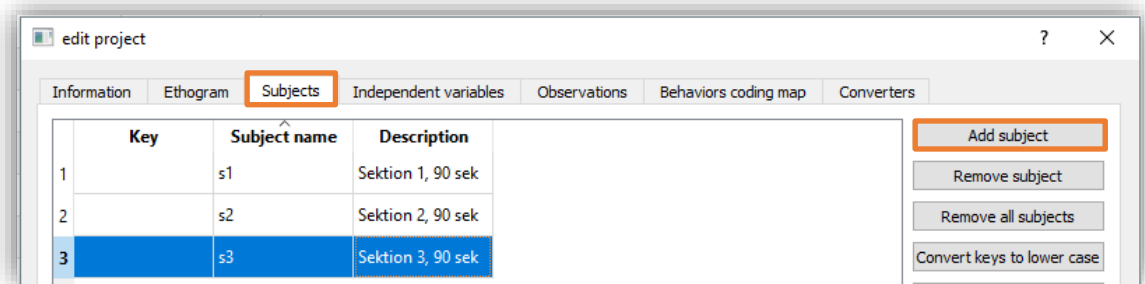 edit project ? ×
Information Ethogram Subjects Independent variables Observations Behaviors coding map Converters
Key Subject name Description Add subject
1 s1 Sektion 1, 90 sek Remove subject
2 s2 Sektion 2, 90 sek Remove all subjects
3 s3 Sektion 3, 90 sek Convert keys to lower case